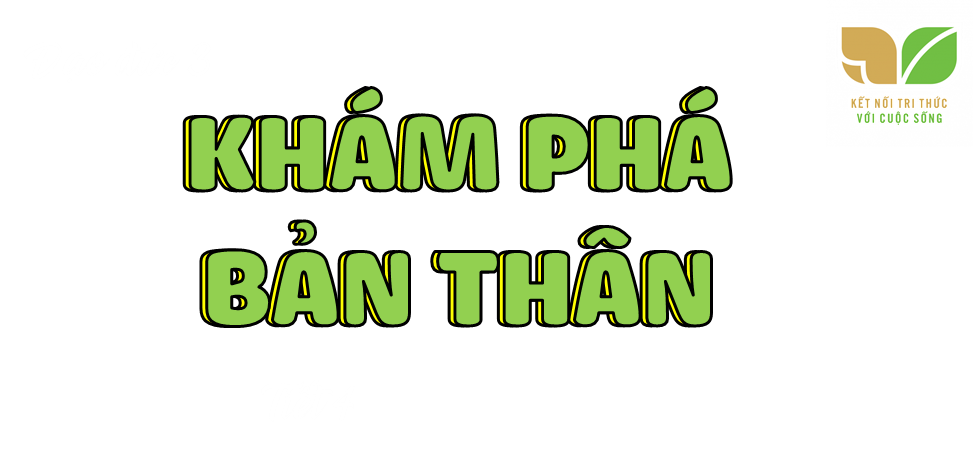 KHÁM PHÁ
BẢN THÂN
KẾT NỐI TRI THỨC
VỚI CUỘC SỐNG